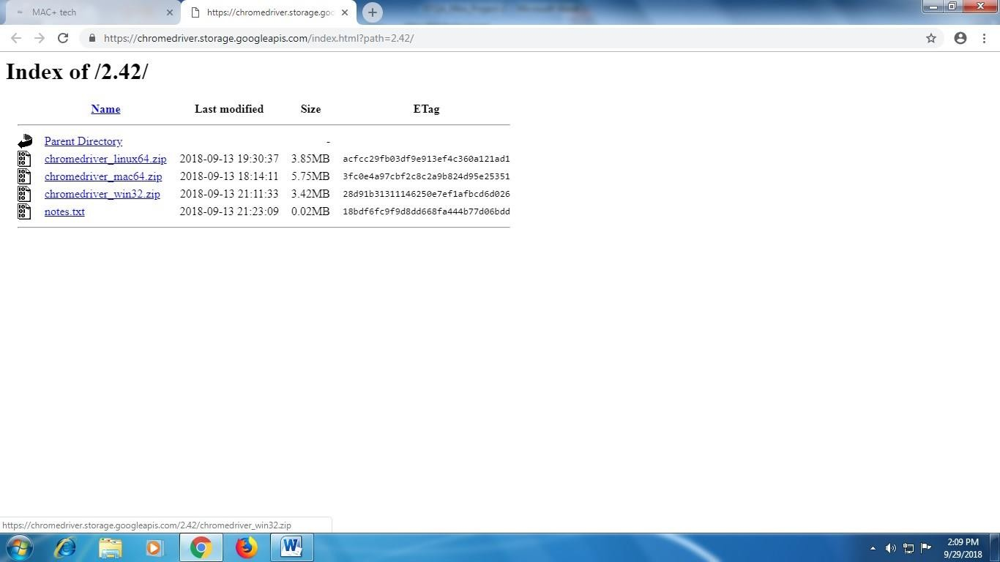 MAC+ tech
https://chromedriver.storage.goo
https://chromedriver.storage.googleapis.com/index.html?path=2.42/
Index of /2.42/
Name Last modified Size ETag
Parent Directory -
chromedriver_linux64.zip 2018-09-13 19:30:37 3.85MB acfcc29fb03df9e913ef4c360a121ad1
chromedriver_mac64.zip 2018-09-13 18:14:11 5.75MB 3fc0e4a97cbf2c8c2a9b824d95e25351
chromedriver_win32.zip 2018-09-13 21:11:33 3.42MB 28d91b31311146250e7ef1afbcd6d026
notes.txt 2018-09-13 21:23:09 0.02MB 18bdf6fc9f9d8dd668fa444b77d06bdd
https://chromedriver.storage.googleapis.com/2.42/chromedriver_win32.zip
2:09 PM
9/29/2018